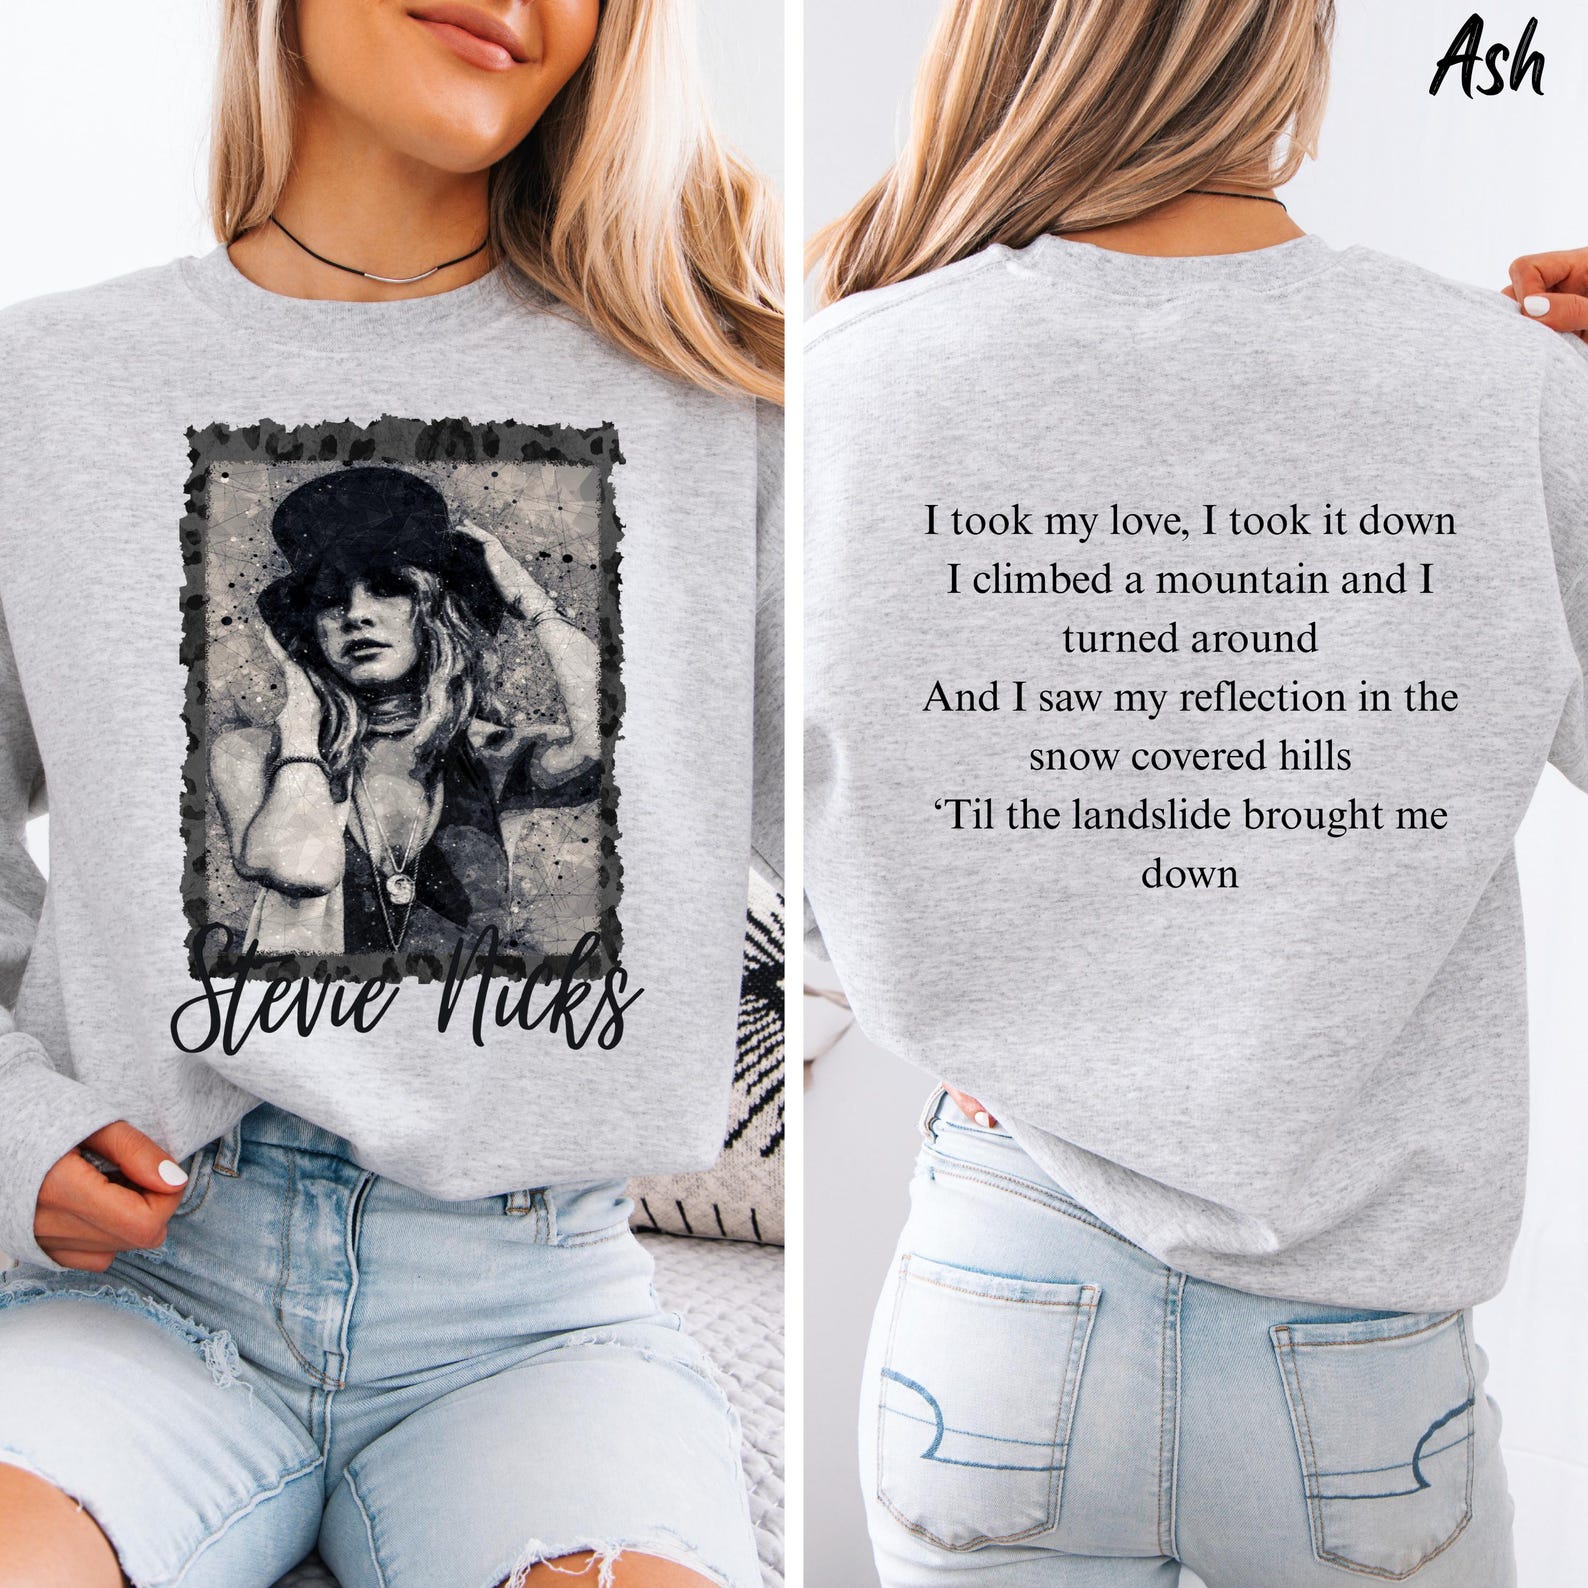 Ash
Stevie Nicks
I took my love, I took it down
I climbed a mountain and I
turned around
And I saw my reflection in the
snow covered hills
‘Til the landslide brought me
down